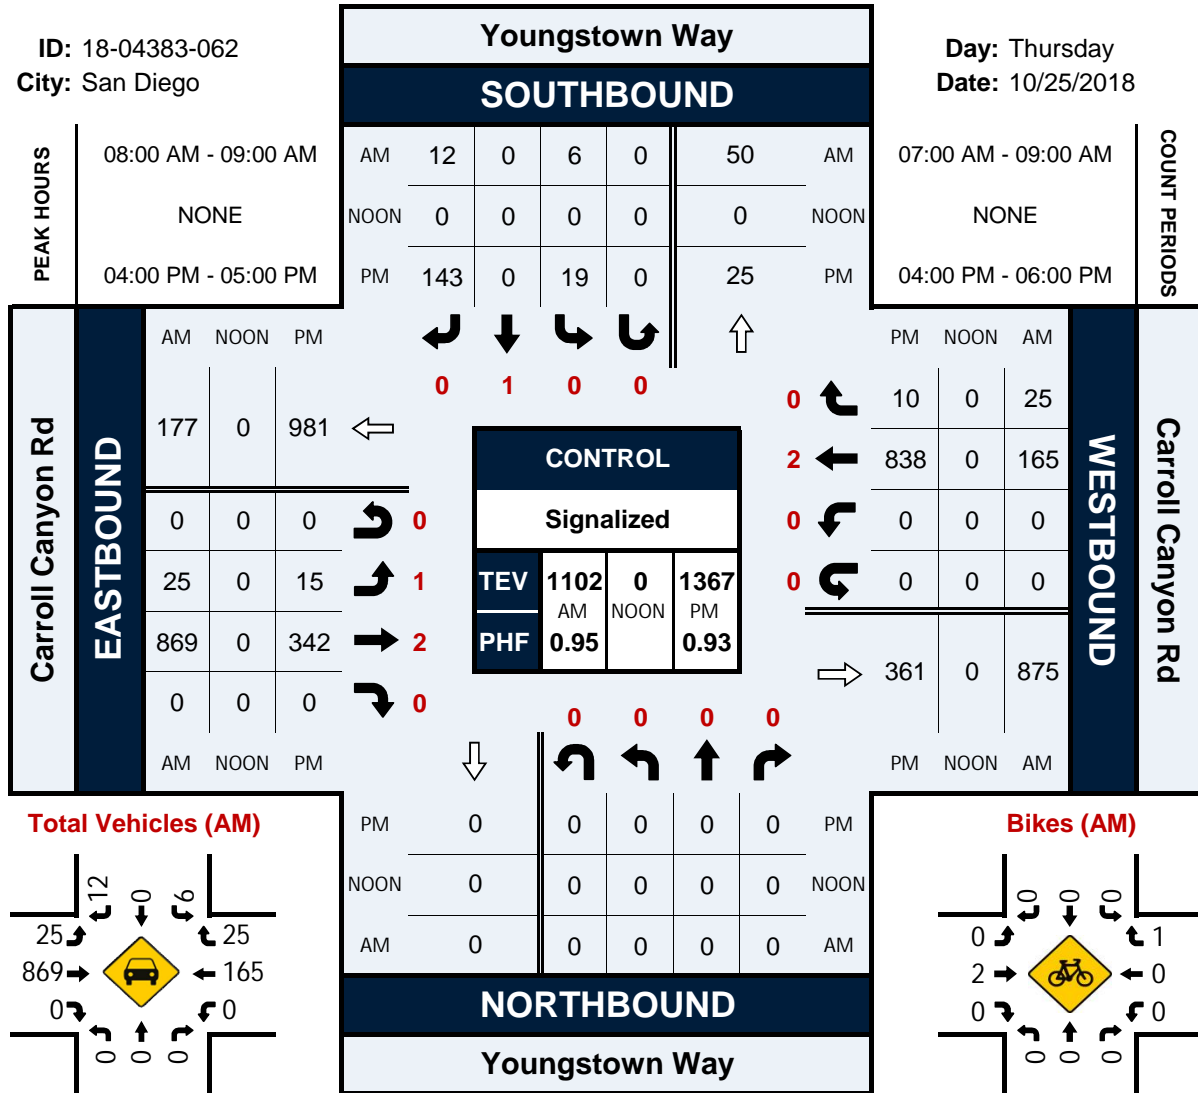 Youngstown Way
ID: 18-04383-062
Day: Thursday
City: San Diego
Date: 10/25/2018
SOUTHBOUND
PEAK HOURS
08:00 AM - 09:00 AM
NONE
04:00 PM - 05:00 PM
AM 12 0 6 0 50 AM
NOON 0 0 0 0 0 NOON
PM 143 0 19 0 25 PM
07:00 AM - 09:00 AM
NONE
04:00 PM - 06:00 PM
COUNT PERIODS
0 1 0 0
Carroll Canyon Rd
EASTBOUND
AM NOON PM
177 0 981
0 0 0 0
25 0 15 1
869 0 342 2
0 0 0 0
AM NOON PM
CONTROL
Signalized
TEV 1102 0 1367
AM NOON PM
PHF 0.95 0.93
PM NOON AM
0 10 0 25
2 838 0 165
0 0 0 0
0 0 0 0
361 0 875
PM NOON AM
WESTBOUND
Carroll Canyon Rd
0 0 0 0
PM 0 0 0 0 0 PM
NOON 0 0 0 0 0 NOON
AM 0 0 0 0 0 AM
NORTHBOUND
Youngstown Way
Total Vehicles (AM)
12 0 6
25 25
869 165
0 0
0 0 0
Bikes (AM)
0 0 0
0 1
2 0
0 0
0 0 0